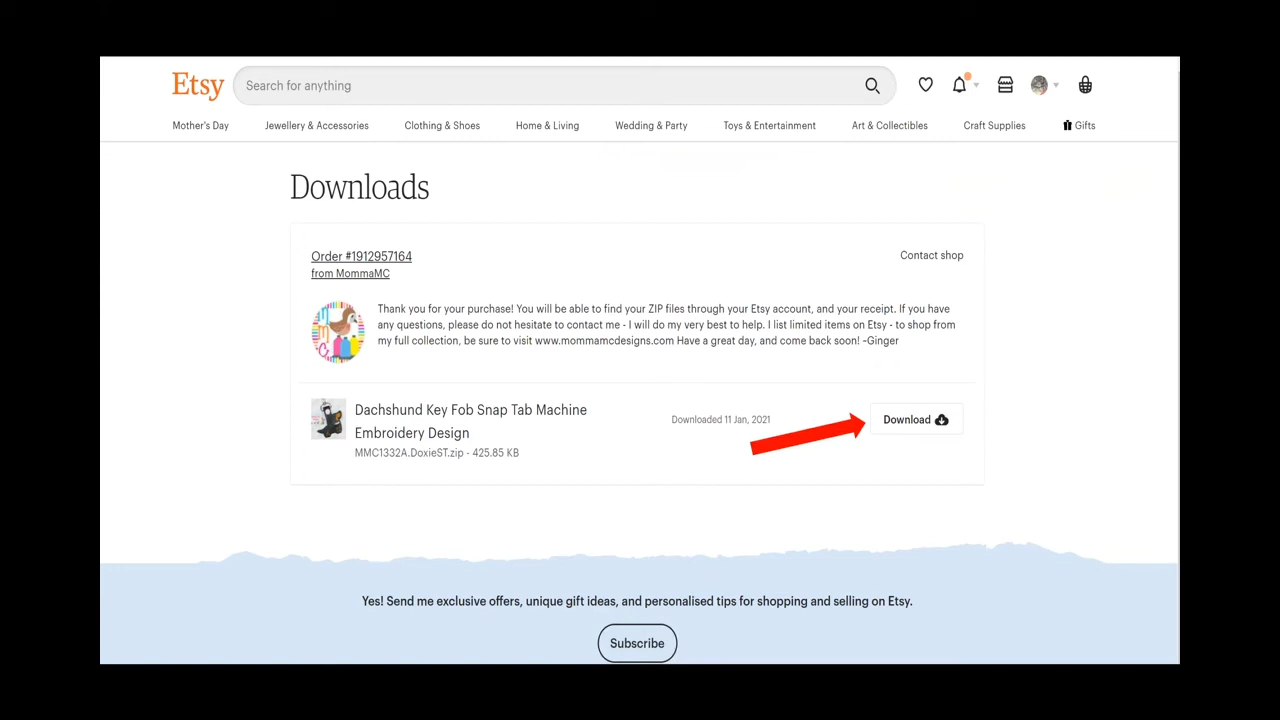 Etsy
Search for anything
Mother's Day Jewellery & Accessories Clothing & Shoes Home & Living Wedding & Party Toys & Entertainment Art & Collectibles Craft Supplies Gifts
Downloads
Order #1912957164
Contact shop
from MommaMC
Thank you for your purchase! You will be able to find your ZIP files through your Etsy account, and your receipt. If you have
any questions, please do not hesitate to contact me - I will do my very best to help. I list limited items on Etsy - to shop from
my full collection, be sure to visit www.mommamcdesigns.com Have a great day, and come back soon! ~Ginger
Dachshund Key Fob Snap Tab Machine
Embroidery Design
MMC1332A.DoxieST.zip - 425.85 KB
Downloaded 11 Jan, 2021
Download
Yes! Send me exclusive offers, unique gift ideas, and personalised tips for shopping and selling on Etsy.
Subscribe